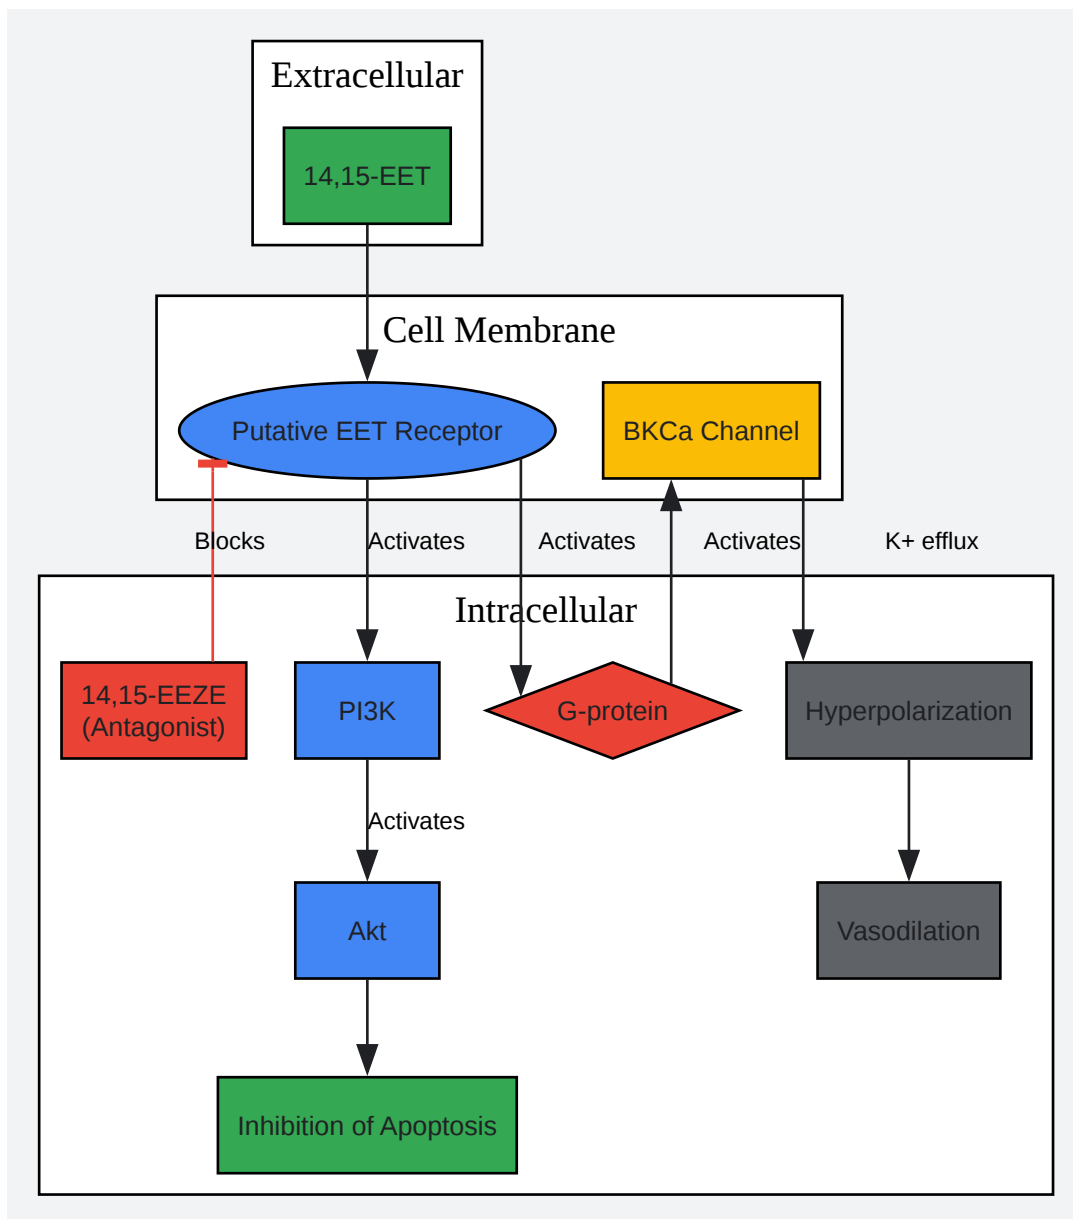 Extracellular
14,15-EET
Cell Membrane
Putative EET Receptor
BKCa Channel
Blocks
Activates
Activates
Activates
K+ efflux
Intracellular
14,15-EEZE
(Antagonist)
PI3K
G-protein
Hyperpolarization
Activates
Akt
Vasodilation
Inhibition of Apoptosis